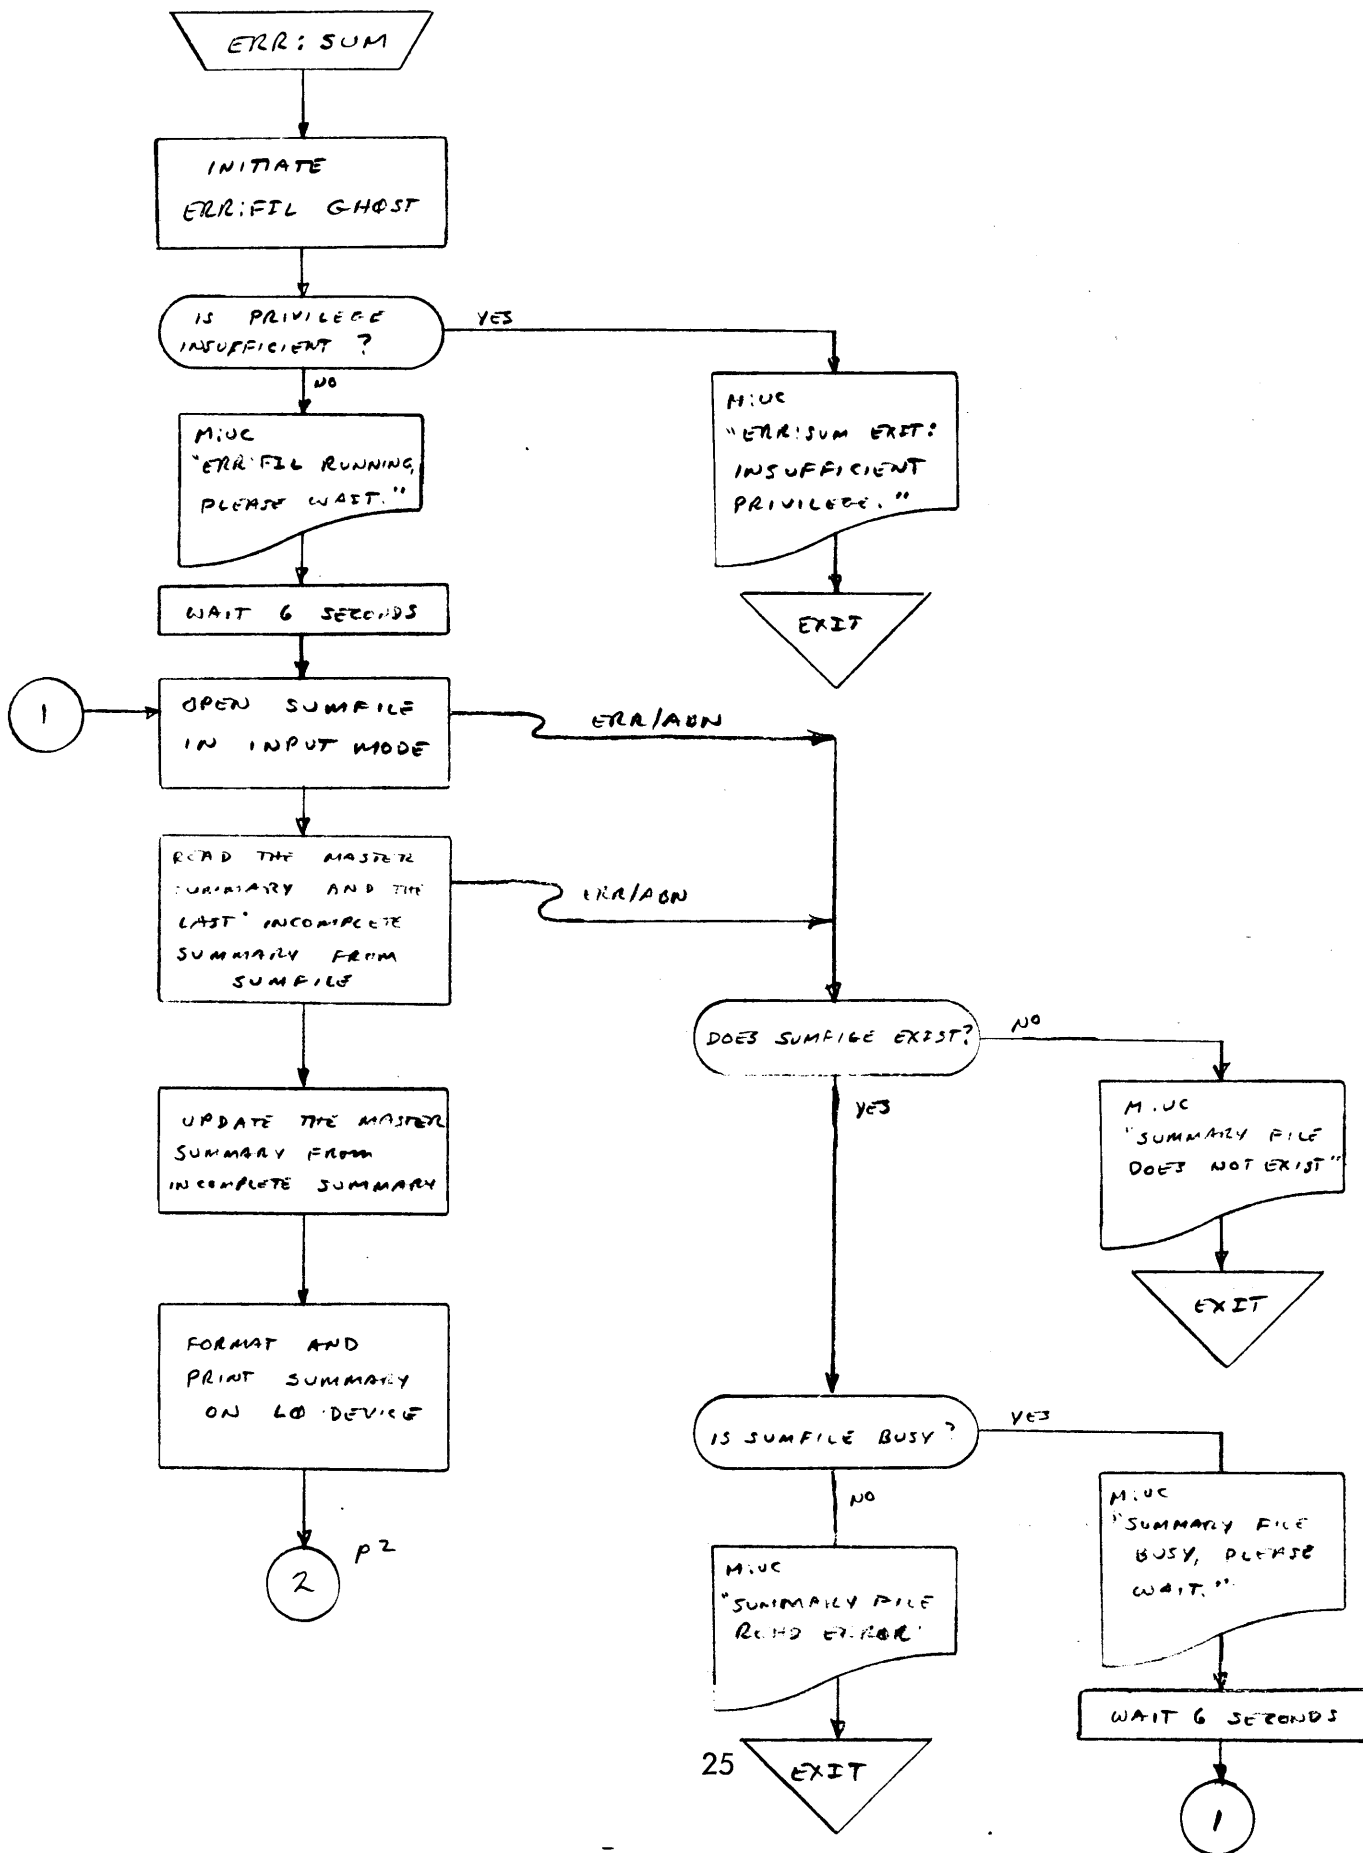 ERR:SUM
INITIATE
ERR:FIL GHØST
IS PRIVILEGE
INSUFFICIENT ?
YES
NO
M:UC
"ERR:FIL RUNNING,
PLEASE WAIT."
M:UC
"ERR:SUM EXIT:
INSUFFICIENT
PRIVILEGE."
EXIT
WAIT 6 SECONDS
1
OPEN SUMFILE
IN INPUT MODE
ERR/ABN
READ THE MASTER
SUMMARY AND THE
LAST INCOMPLETE
SUMMARY FROM
SUMFILE
ERR/ABN
DOES SUMFILE EXIST?
NO
YES
M:UC
"SUMMARY FILE
DOES NOT EXIST"
EXIT
UPDATE THE MASTER
SUMMARY FROM
INCOMPLETE SUMMARY
FORMAT AND
PRINT SUMMARY
ON LØ DEVICE
2
P2
IS SUMFILE BUSY?
YES
NO
M:UC
"SUMMARY FILE
READ ERROR'
EXIT
M:UC
"SUMMARY FILE
BUSY, PLEASE
WAIT."
WAIT 6 SECONDS
1
25